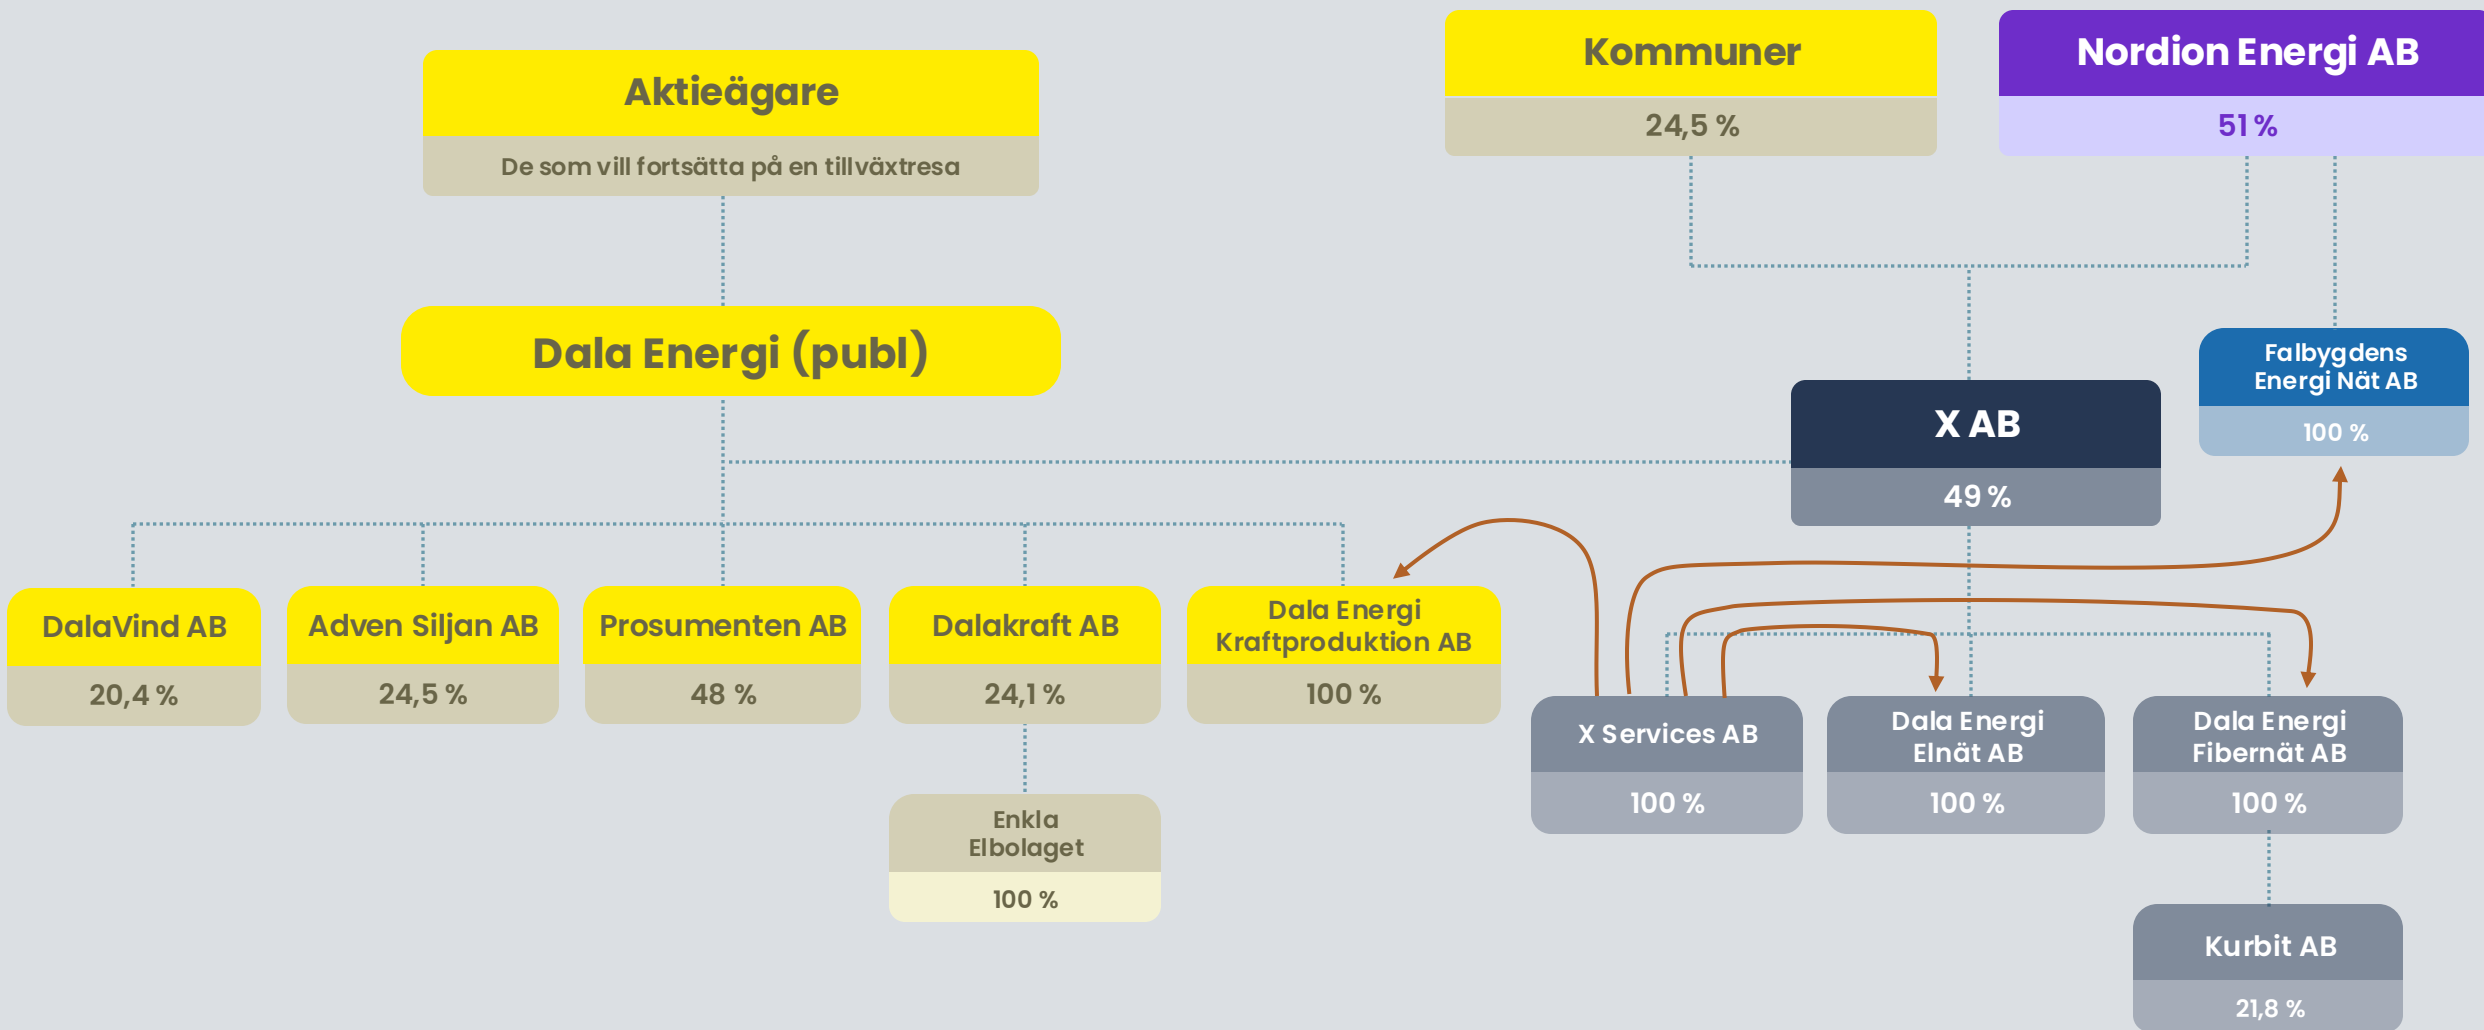 Aktieägare
De som vill fortsätta på en tillväxtresa
Kommuner
24,5 %
Nordion Energi AB
51 %
Dala Energi (publ)
Falbygdens
Energi Nät AB
100 %
X AB
49 %
DalaVind AB
20,4 %
Adven Siljan AB
24,5 %
Prosumenten AB
48 %
Dalakraft AB
24,1 %
Dala Energi
Kraftproduktion AB
100 %
Enkla
Elbolaget
100 %
X Services AB
100 %
Dala Energi
Elnät AB
100 %
Dala Energi
Fibernät AB
100 %
Kurbit AB
21,8 %